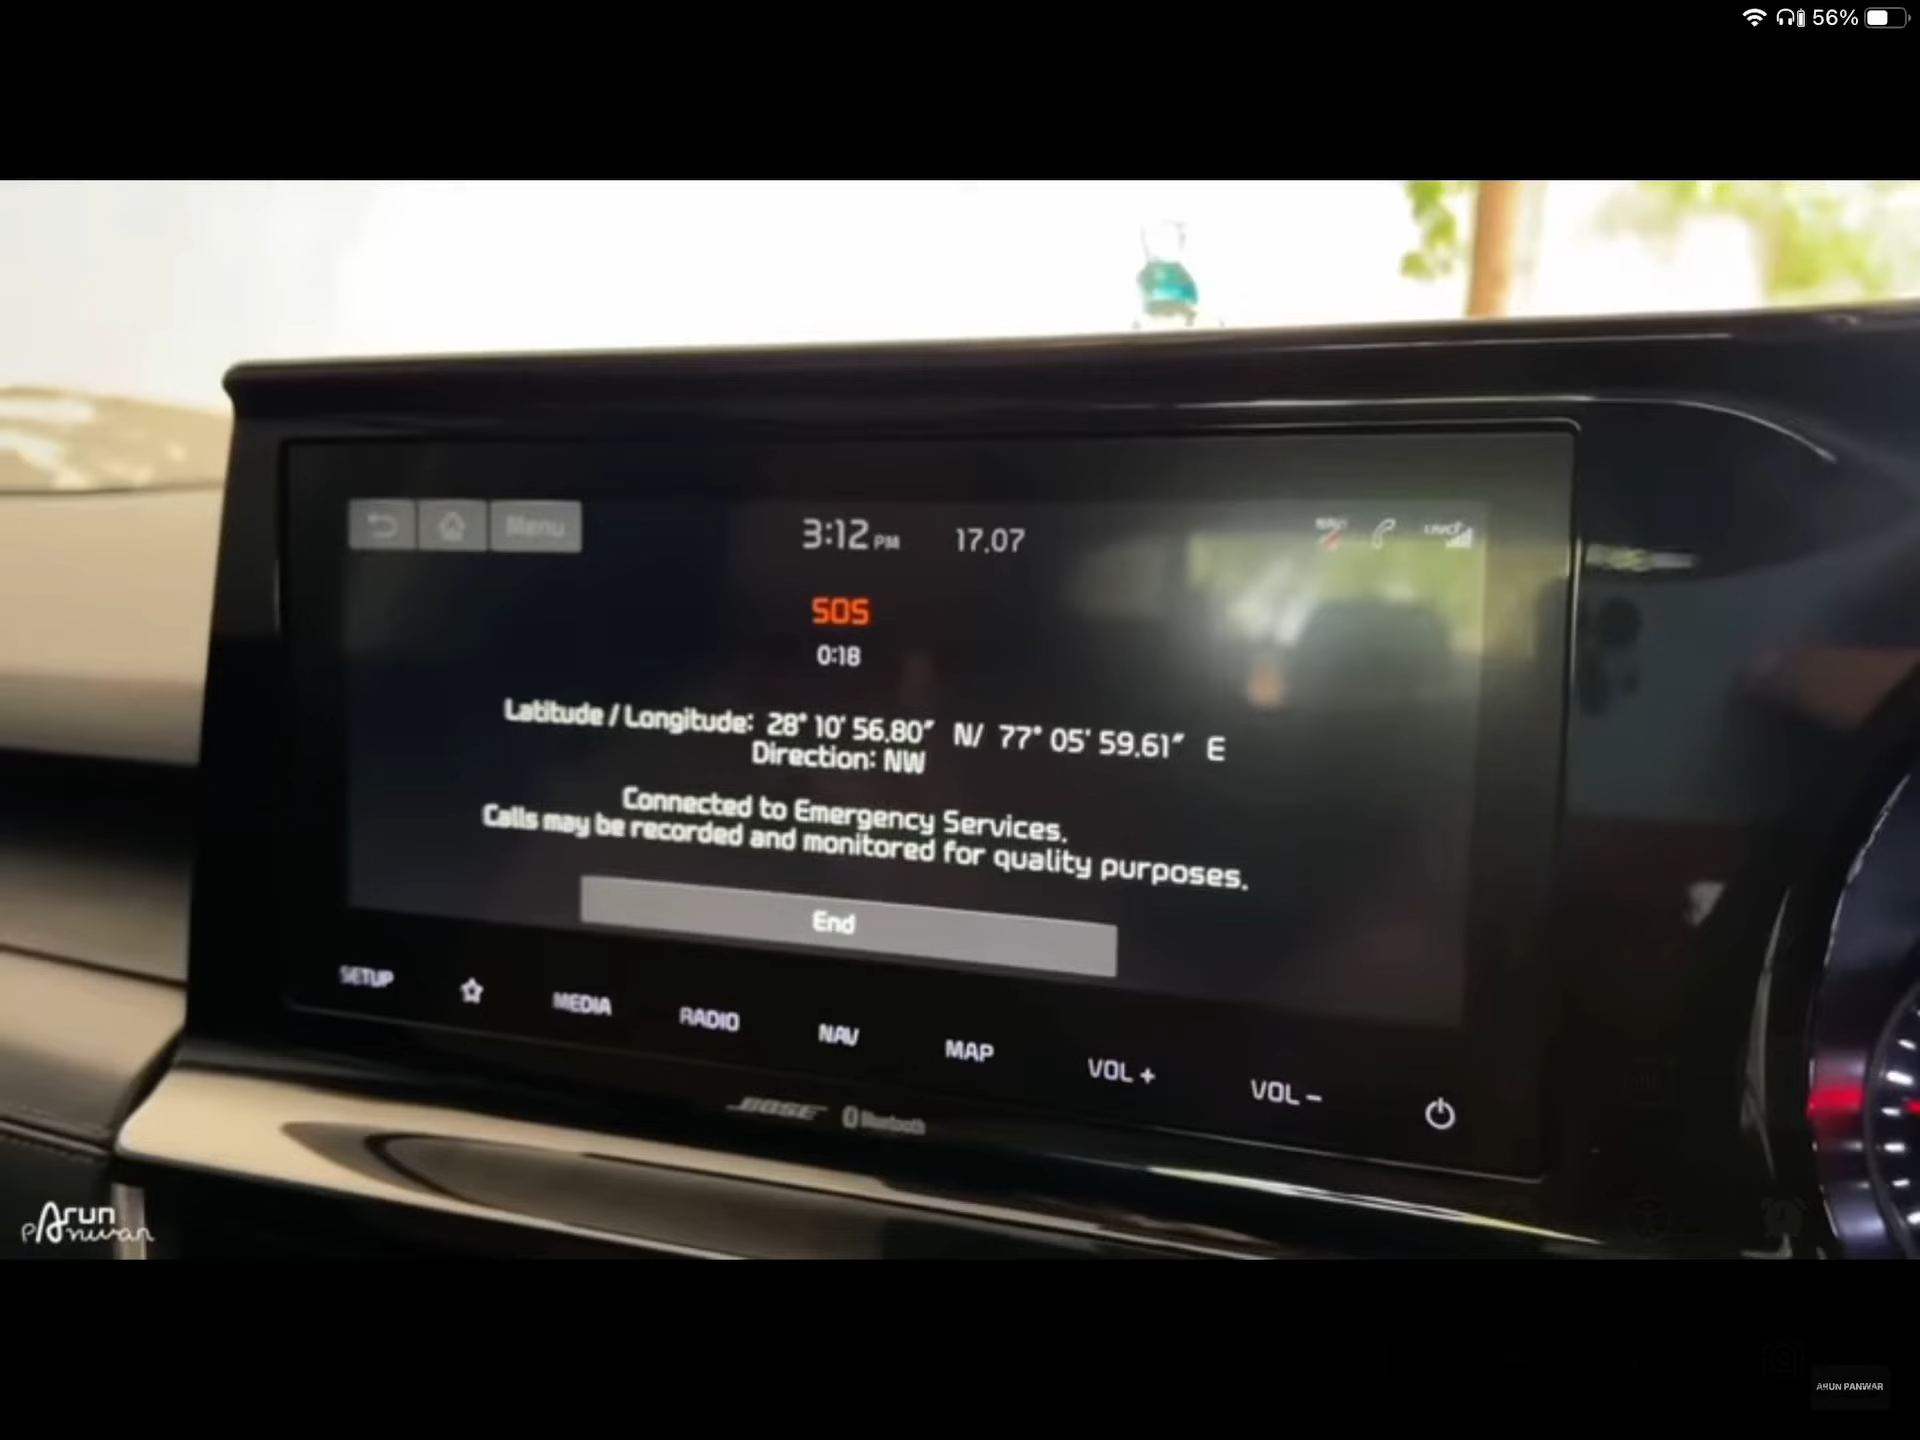 56%
Menu
3:12 PM 17.07
SOS
0:18
Latitude / Longitude: 28° 10' 56.80" N/ 77° 05' 59.61" E
Direction: NW
Connected to Emergency Services.
Calls may be recorded and monitored for quality purposes.
End
SETUP
MEDIA
RADIO
NAV
MAP
VOL +
VOL −
BOSE Bluetooth
Arun
Panwar
ARUN PANWAR